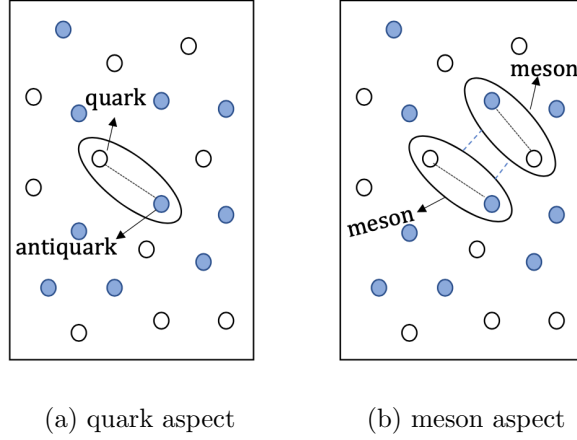 quark
antiquark
meson
meson
(a) quark aspect
(b) meson aspect